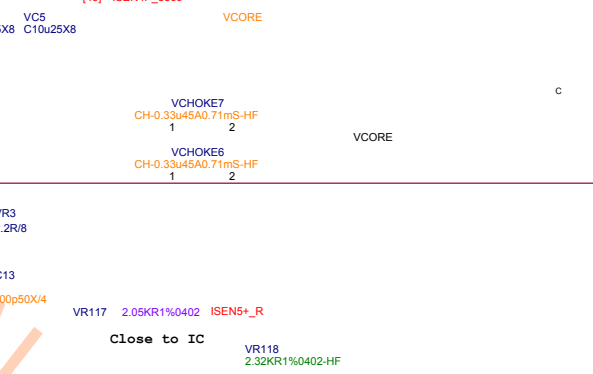 VC5 VCORE
C10u25X8
C
VCHOKE7
CH-0.33u45A0.71mS-HF
1 2
VCORE
VCHOKE6
CH-0.33u45A0.71mS-HF
1 2
VR117 2.05KR1%0402 ISEN5+_R
Close to IC
VR118
2.32KR1%0402-HF